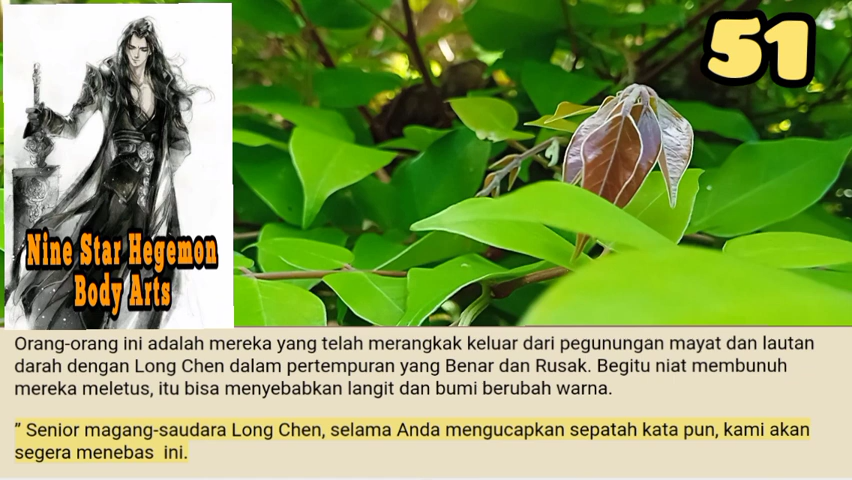 51
Nine Star Hegemon
Body Arts
Orang-orang ini adalah mereka yang telah merangkak keluar dari pegunungan mayat dan lautan
darah dengan Long Chen dalam pertempuran yang Benar dan Rusak. Begitu niat membunuh
mereka meletus, itu bisa menyebabkan langit dan bumi berubah warna.
” Senior magang-saudara Long Chen, selama Anda mengucapkan sepatah kata pun, kami akan
segera menebas  ini.